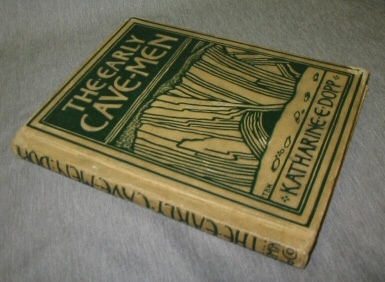 THE EARLY
CAVE-MEN
KATHARINE·E·DOPP
THE·EARLY·CAVE·MEN·DOPP